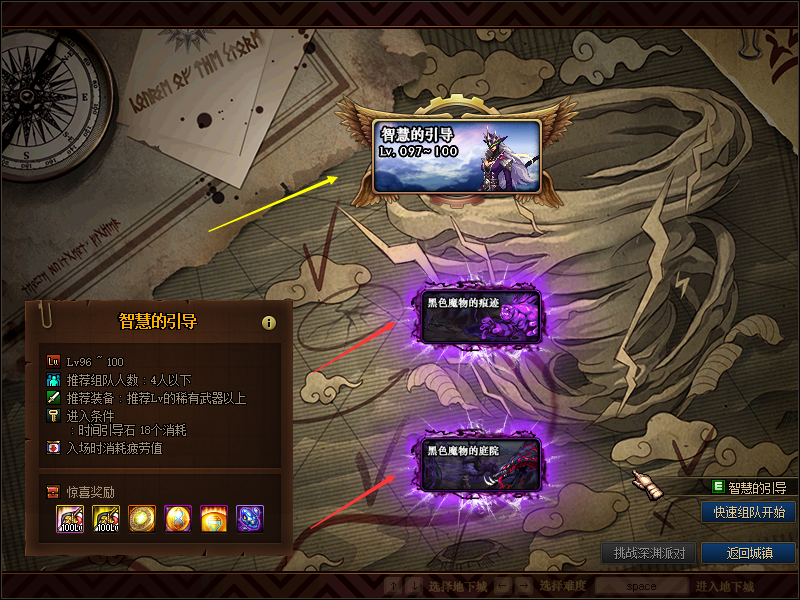 LORDEN OF THE STORM
智慧的引导
Lv.097~100
黑色魔物的痕迹
智慧的引导
Lv96 ~ 100
推荐组队人数：4人以下
推荐装备：推荐Lv的稀有武器以上
进入条件
：时间引导石 18个消耗
入场时消耗疲劳值
惊喜奖励
100Lv
100Lv
黑色魔物的庭院
E 智慧的引导
快速组队开始
挑战深渊派对
返回城镇
↑ ↓ 选择地下城 ← → 选择难度 space 进入地下城